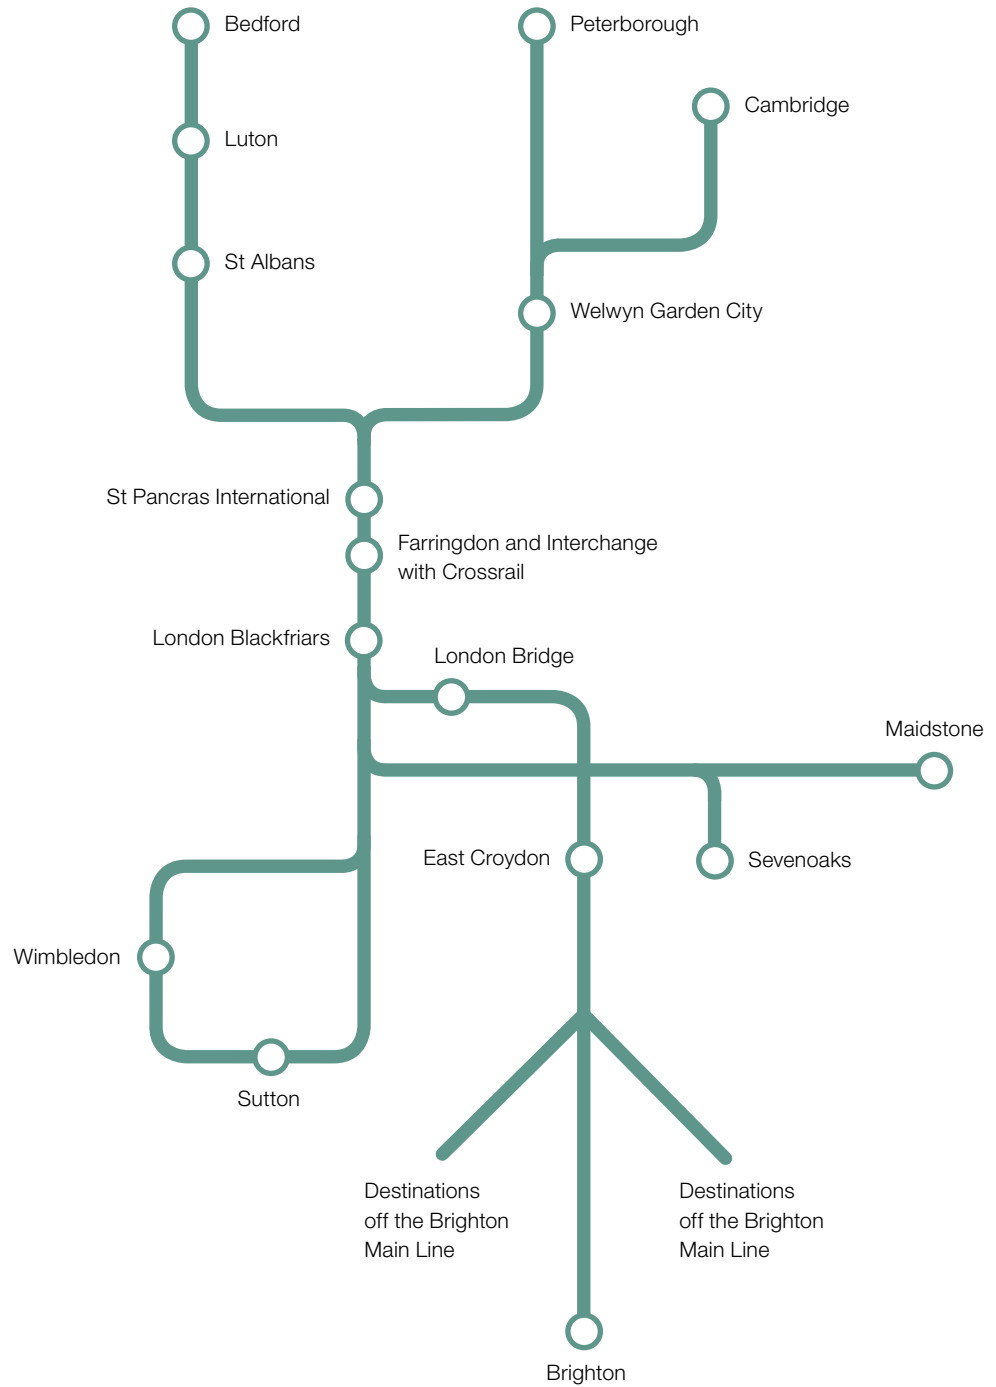 Bedford
Peterborough
Cambridge
Luton
St Albans
Welwyn Garden City
St Pancras International
Farringdon and Interchange
with Crossrail
London Blackfriars
London Bridge
Maidstone
East Croydon
Sevenoaks
Wimbledon
Sutton
Destinations
off the Brighton
Main Line
Destinations
off the Brighton
Main Line
Brighton